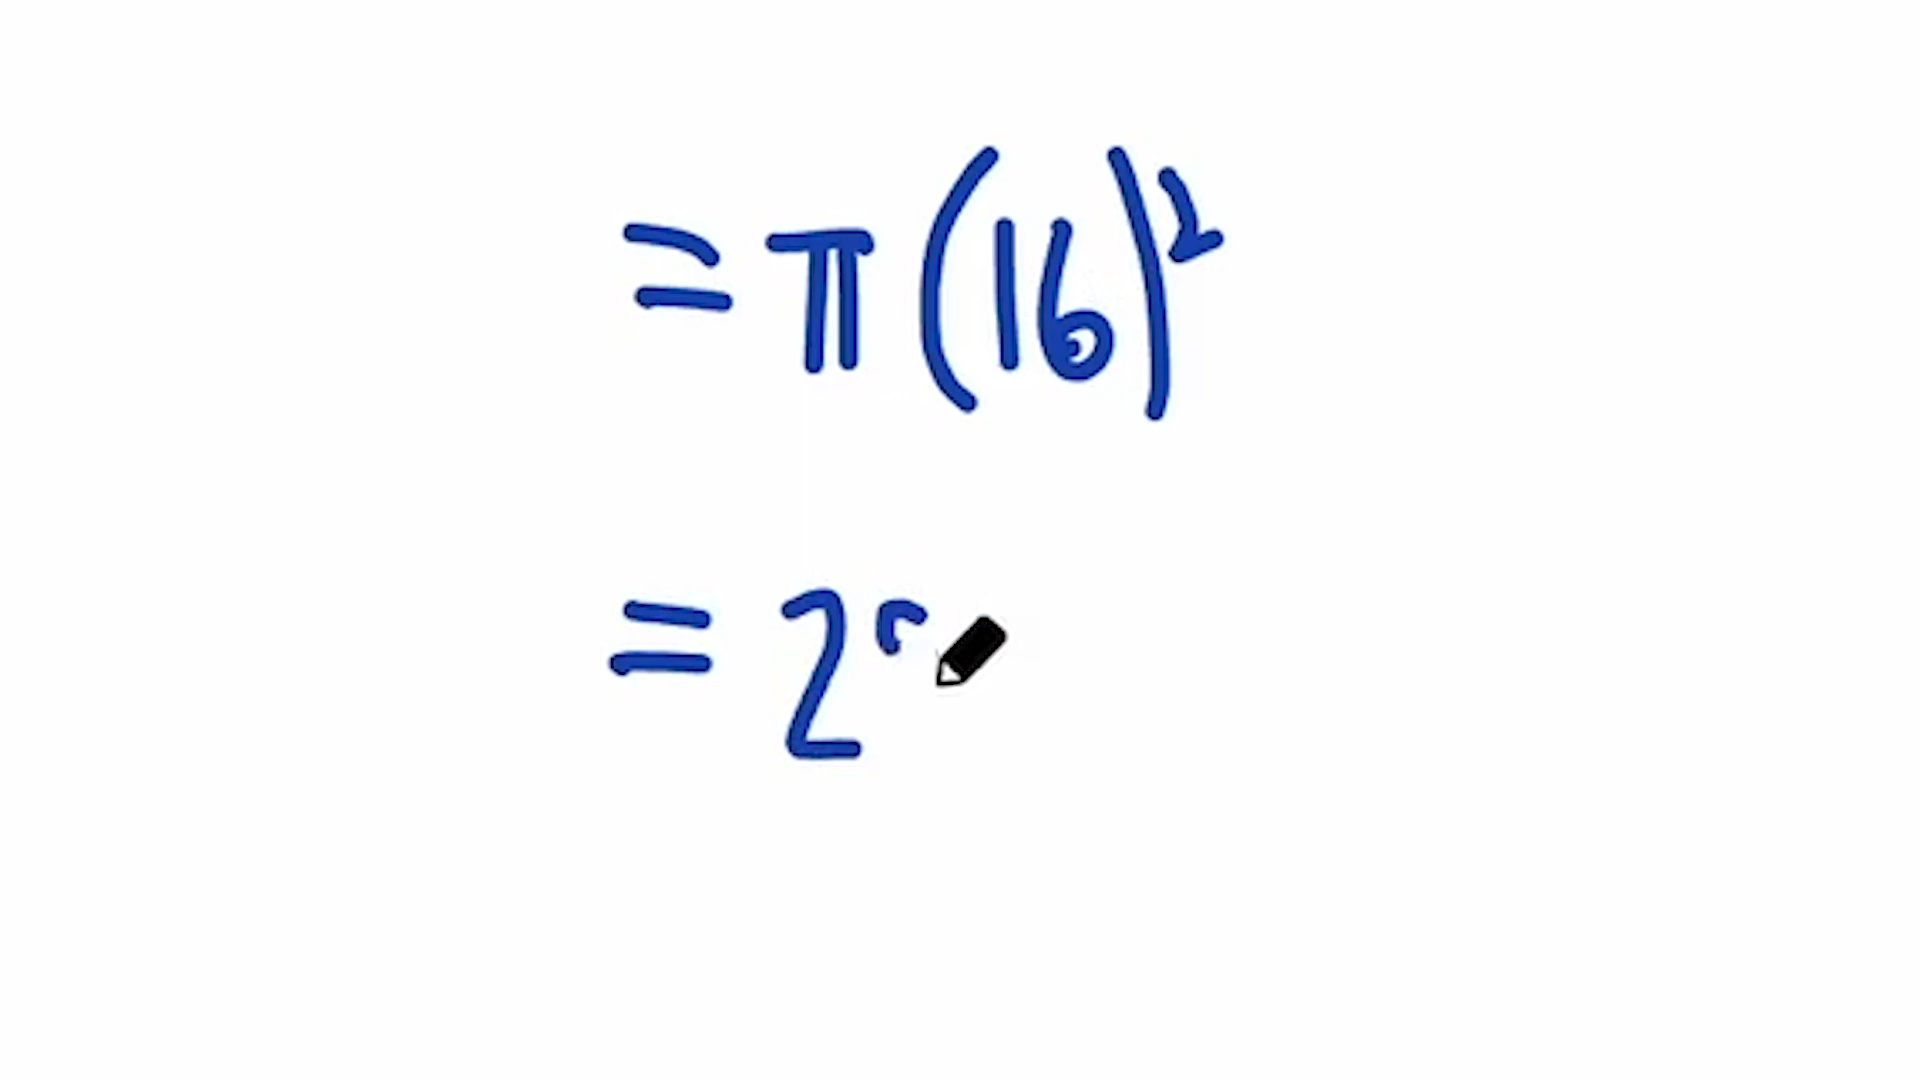 = π(16)²
= 2